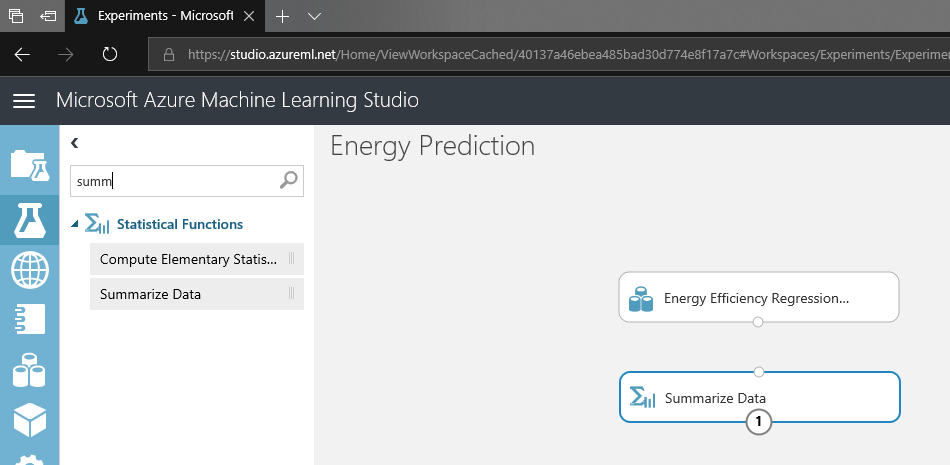 Experiments - Microsoft
https://studio.azureml.net/Home/ViewWorkspaceCached/40137a46ebea485bad30d774e8f17a7c#Workspaces/Experiments/Experime
Microsoft Azure Machine Learning Studio
Energy Prediction
summ
Statistical Functions
Compute Elementary Statis...
Summarize Data
Energy Efficiency Regression...
Summarize Data
1